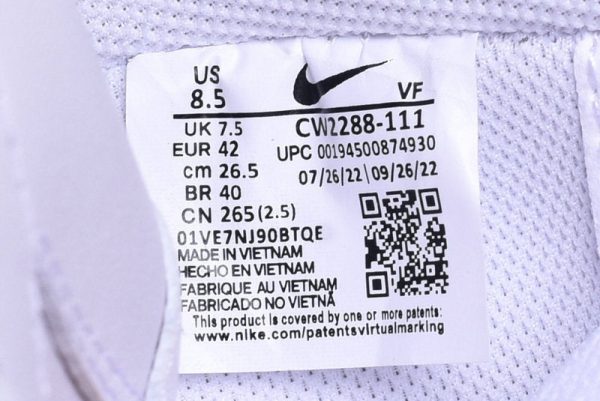 US
8.5
VF
UK 7.5
CW2288-111
EUR 42
UPC 00194500874930
cm 26.5
07/26/22\09/26/22
BR 40
CN 265 (2.5)
01VE7NJ90BTQE
MADE IN VIETNAM
HECHO EN VIETNAM
FABRIQUE AU VIETNAM
FABRICADO NO VIETNÃ
This product is covered by one or more patents:
www.nike.com/patentsvirtualmarking